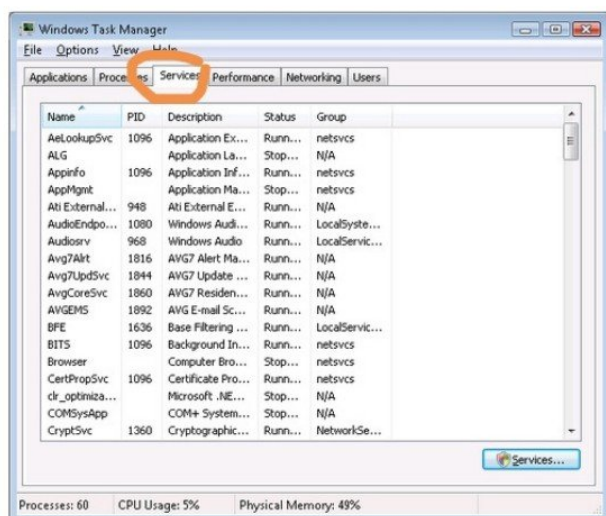 Windows Task Manager
File Options View Help
Applications Processes Services Performance Networking Users
Name PID Description Status Group
AeLookupSvc 1096 Application Ex... Runn... netsvcs
ALG Application La... Stop... N/A
Appinfo 1096 Application Inf... Runn... netsvcs
AppMgmt Application Ma... Stop... netsvcs
Ati External... 948 Ati External E... Runn... N/A
AudioEndpo... 1080 Windows Audi... Runn... LocalSyste...
Audiosrv 968 Windows Audio Runn... LocalServic...
Avg7Alrt 1816 AVG7 Alert Ma... Runn... N/A
Avg7UpdSvc 1844 AVG7 Update ... Runn... N/A
AvgCoreSvc 1860 AVG7 Residen... Runn... N/A
AVGEMS 1892 AVG E-mail Sc... Runn... N/A
BFE 1636 Base Filtering ... Runn... LocalServic...
BITS 1096 Background In... Runn... netsvcs
Browser Computer Bro... Stop... netsvcs
CertPropSvc 1096 Certificate Pro... Runn... netsvcs
clr_optimiza... Microsoft .NE... Stop... N/A
COMSysApp COM+ System... Stop... N/A
CryptSvc 1360 Cryptographic... Runn... NetworkSe...
Services...
Processes: 60 CPU Usage: 5% Physical Memory: 49%